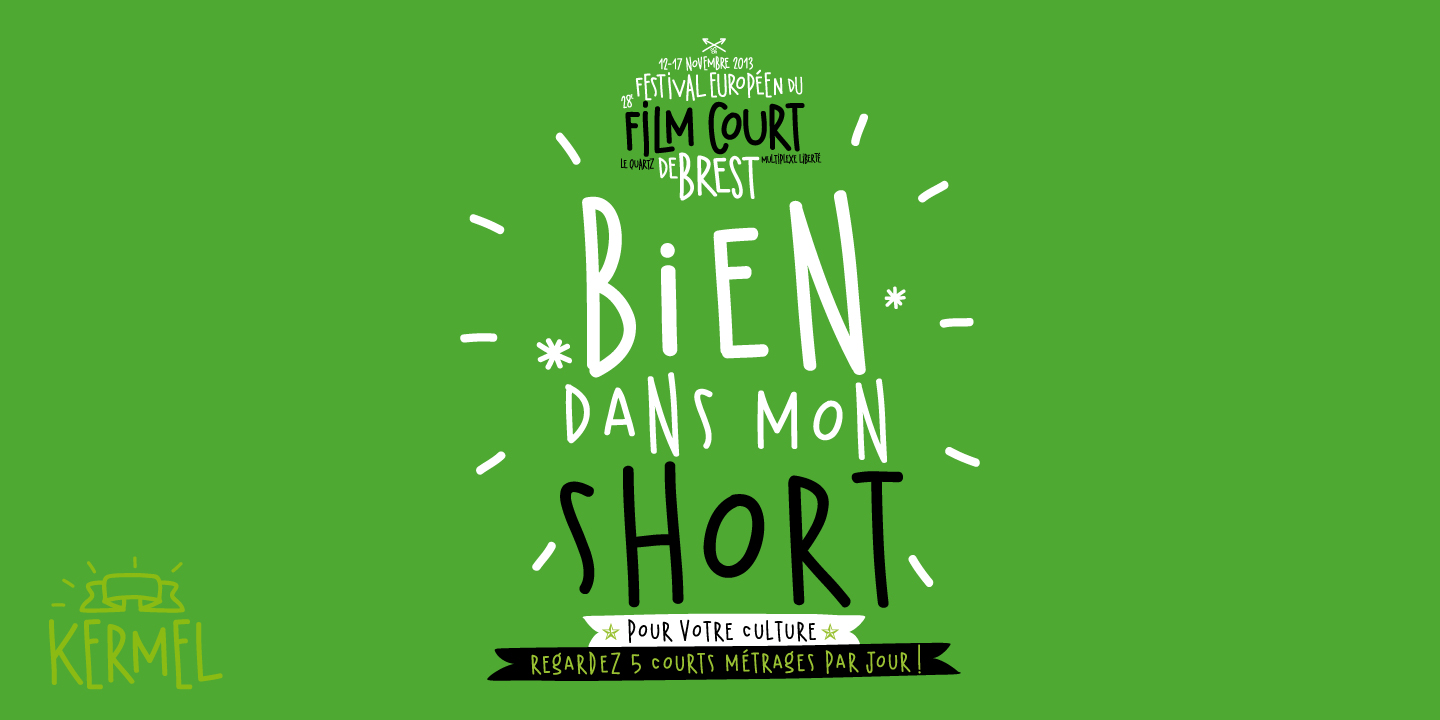 12-17 NOVEMBRE 2013
FESTIVAL EUROPÉEN DU
28e FILM COURT
LE QUARTZ DE BREST MULTIPLEXE LIBERTÉ
BiEN
DANS MON
SHORT
POUR VOTRE CULTURE
REGARDEZ 5 COURTS MÉTRAGES PAR JOUR !
KERMEL